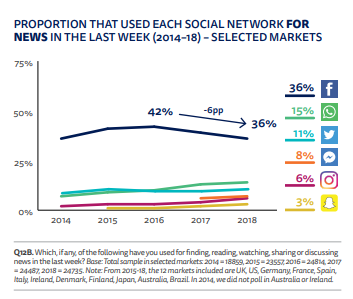 PROPORTION THAT USED EACH SOCIAL NETWORK FOR
NEWS IN THE LAST WEEK (2014–18) – SELECTED MARKETS
75%
50%
25%
0%
42%
-6pp
36%
36%
15%
11%
8%
6%
3%
2014
2015
2016
2017
2018
Q12B. Which, if any, of the following have you used for finding, reading, watching, sharing or discussing
news in the last week? Base: Total sample in selected markets: 2014 = 18859, 2015 = 23557, 2016 = 24814, 2017
= 24487, 2018 = 24735. Note: From 2015-18, the 12 markets included are UK, US, Germany, France, Spain,
Italy, Ireland, Denmark, Finland, Japan, Australia, Brazil. In 2014, we did not poll in Australia or Ireland.